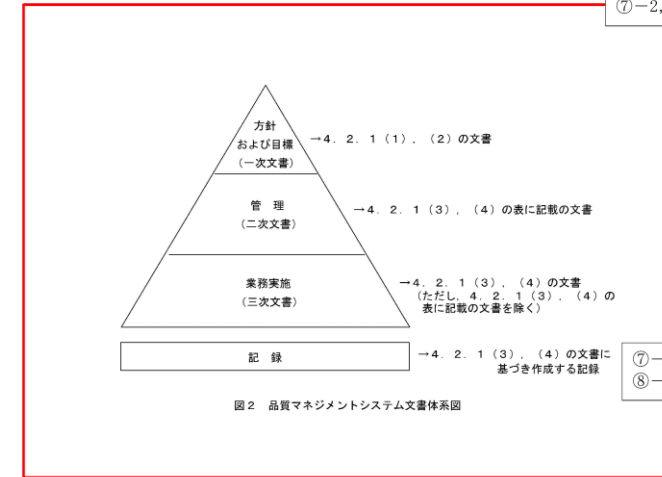 ⑦－2,
方針
および目標
（一次文書）
→４．２．１（１），（２）の文書
管　理
（二次文書）
→４．２．１（３），（４）の表に記載の文書
業務実施
（三次文書）
→４．２．１（３），（４）の文書
（ただし，４．２．１（３），（４）の
表に記載の文書を除く）
記　録
→４．２．１（３），（４）の文書に
基づき作成する記録
⑦－
⑧－
図２　品質マネジメントシステム文書体系図